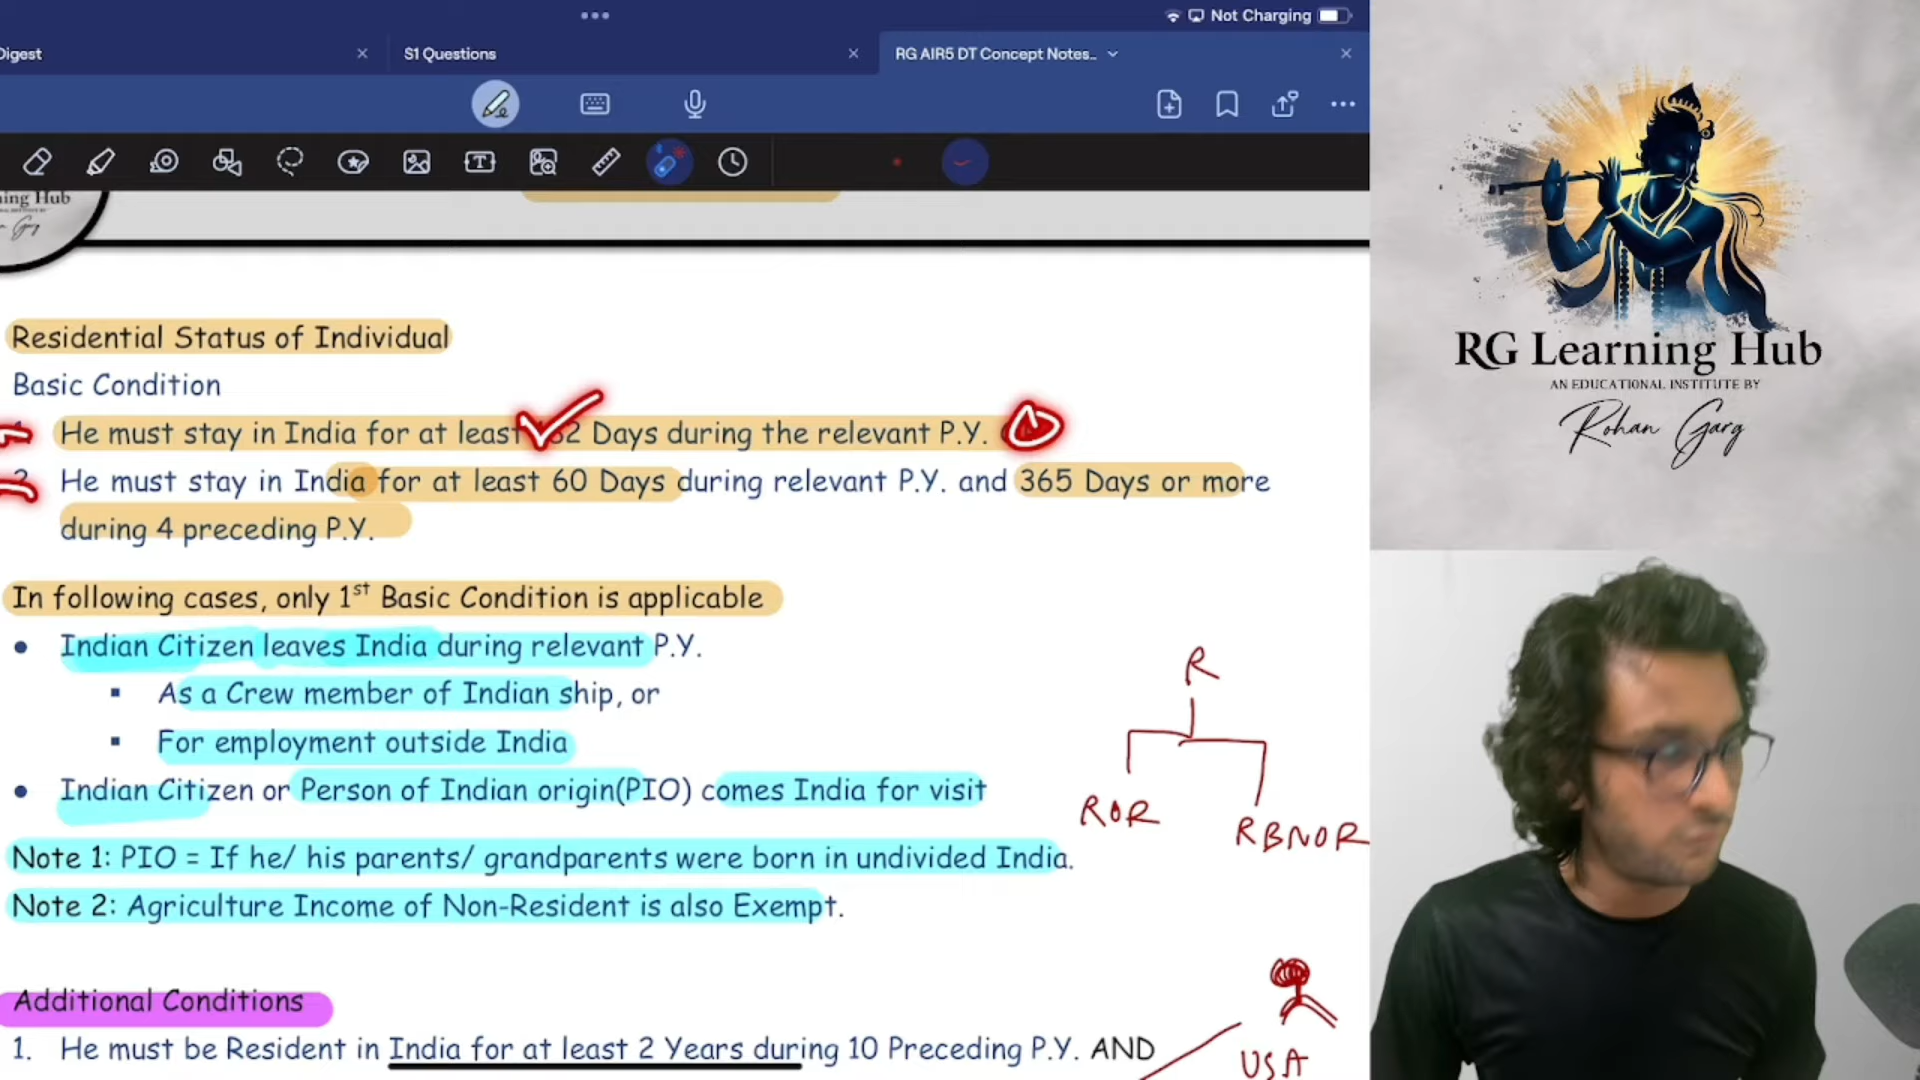 Not Charging
Digest
S1 Questions
RG AIR5 DT Concept Notes..
ning Hub
Residential Status of Individual
Basic Condition
He must stay in India for at least Days during the relevant P.Y.
2. He must stay in India for at least 60 Days during relevant P.Y. and 365 Days or more
during 4 preceding P.Y.
In following cases, only 1st Basic Condition is applicable
• Indian Citizen leaves India during relevant P.Y.
▪ As a Crew member of Indian ship, or
▪ For employment outside India
• Indian Citizen or Person of Indian origin(PIO) comes India for visit
Note 1: PIO = If he/ his parents/ grandparents were born in undivided India.
Note 2: Agriculture Income of Non-Resident is also Exempt.
R
ROR
RBNOR
Additional Conditions
1. He must be Resident in India for at least 2 Years during 10 Preceding P.Y. AND
USA
RG Learning Hub
AN EDUCATIONAL INSTITUTE BY
Rohan Garg